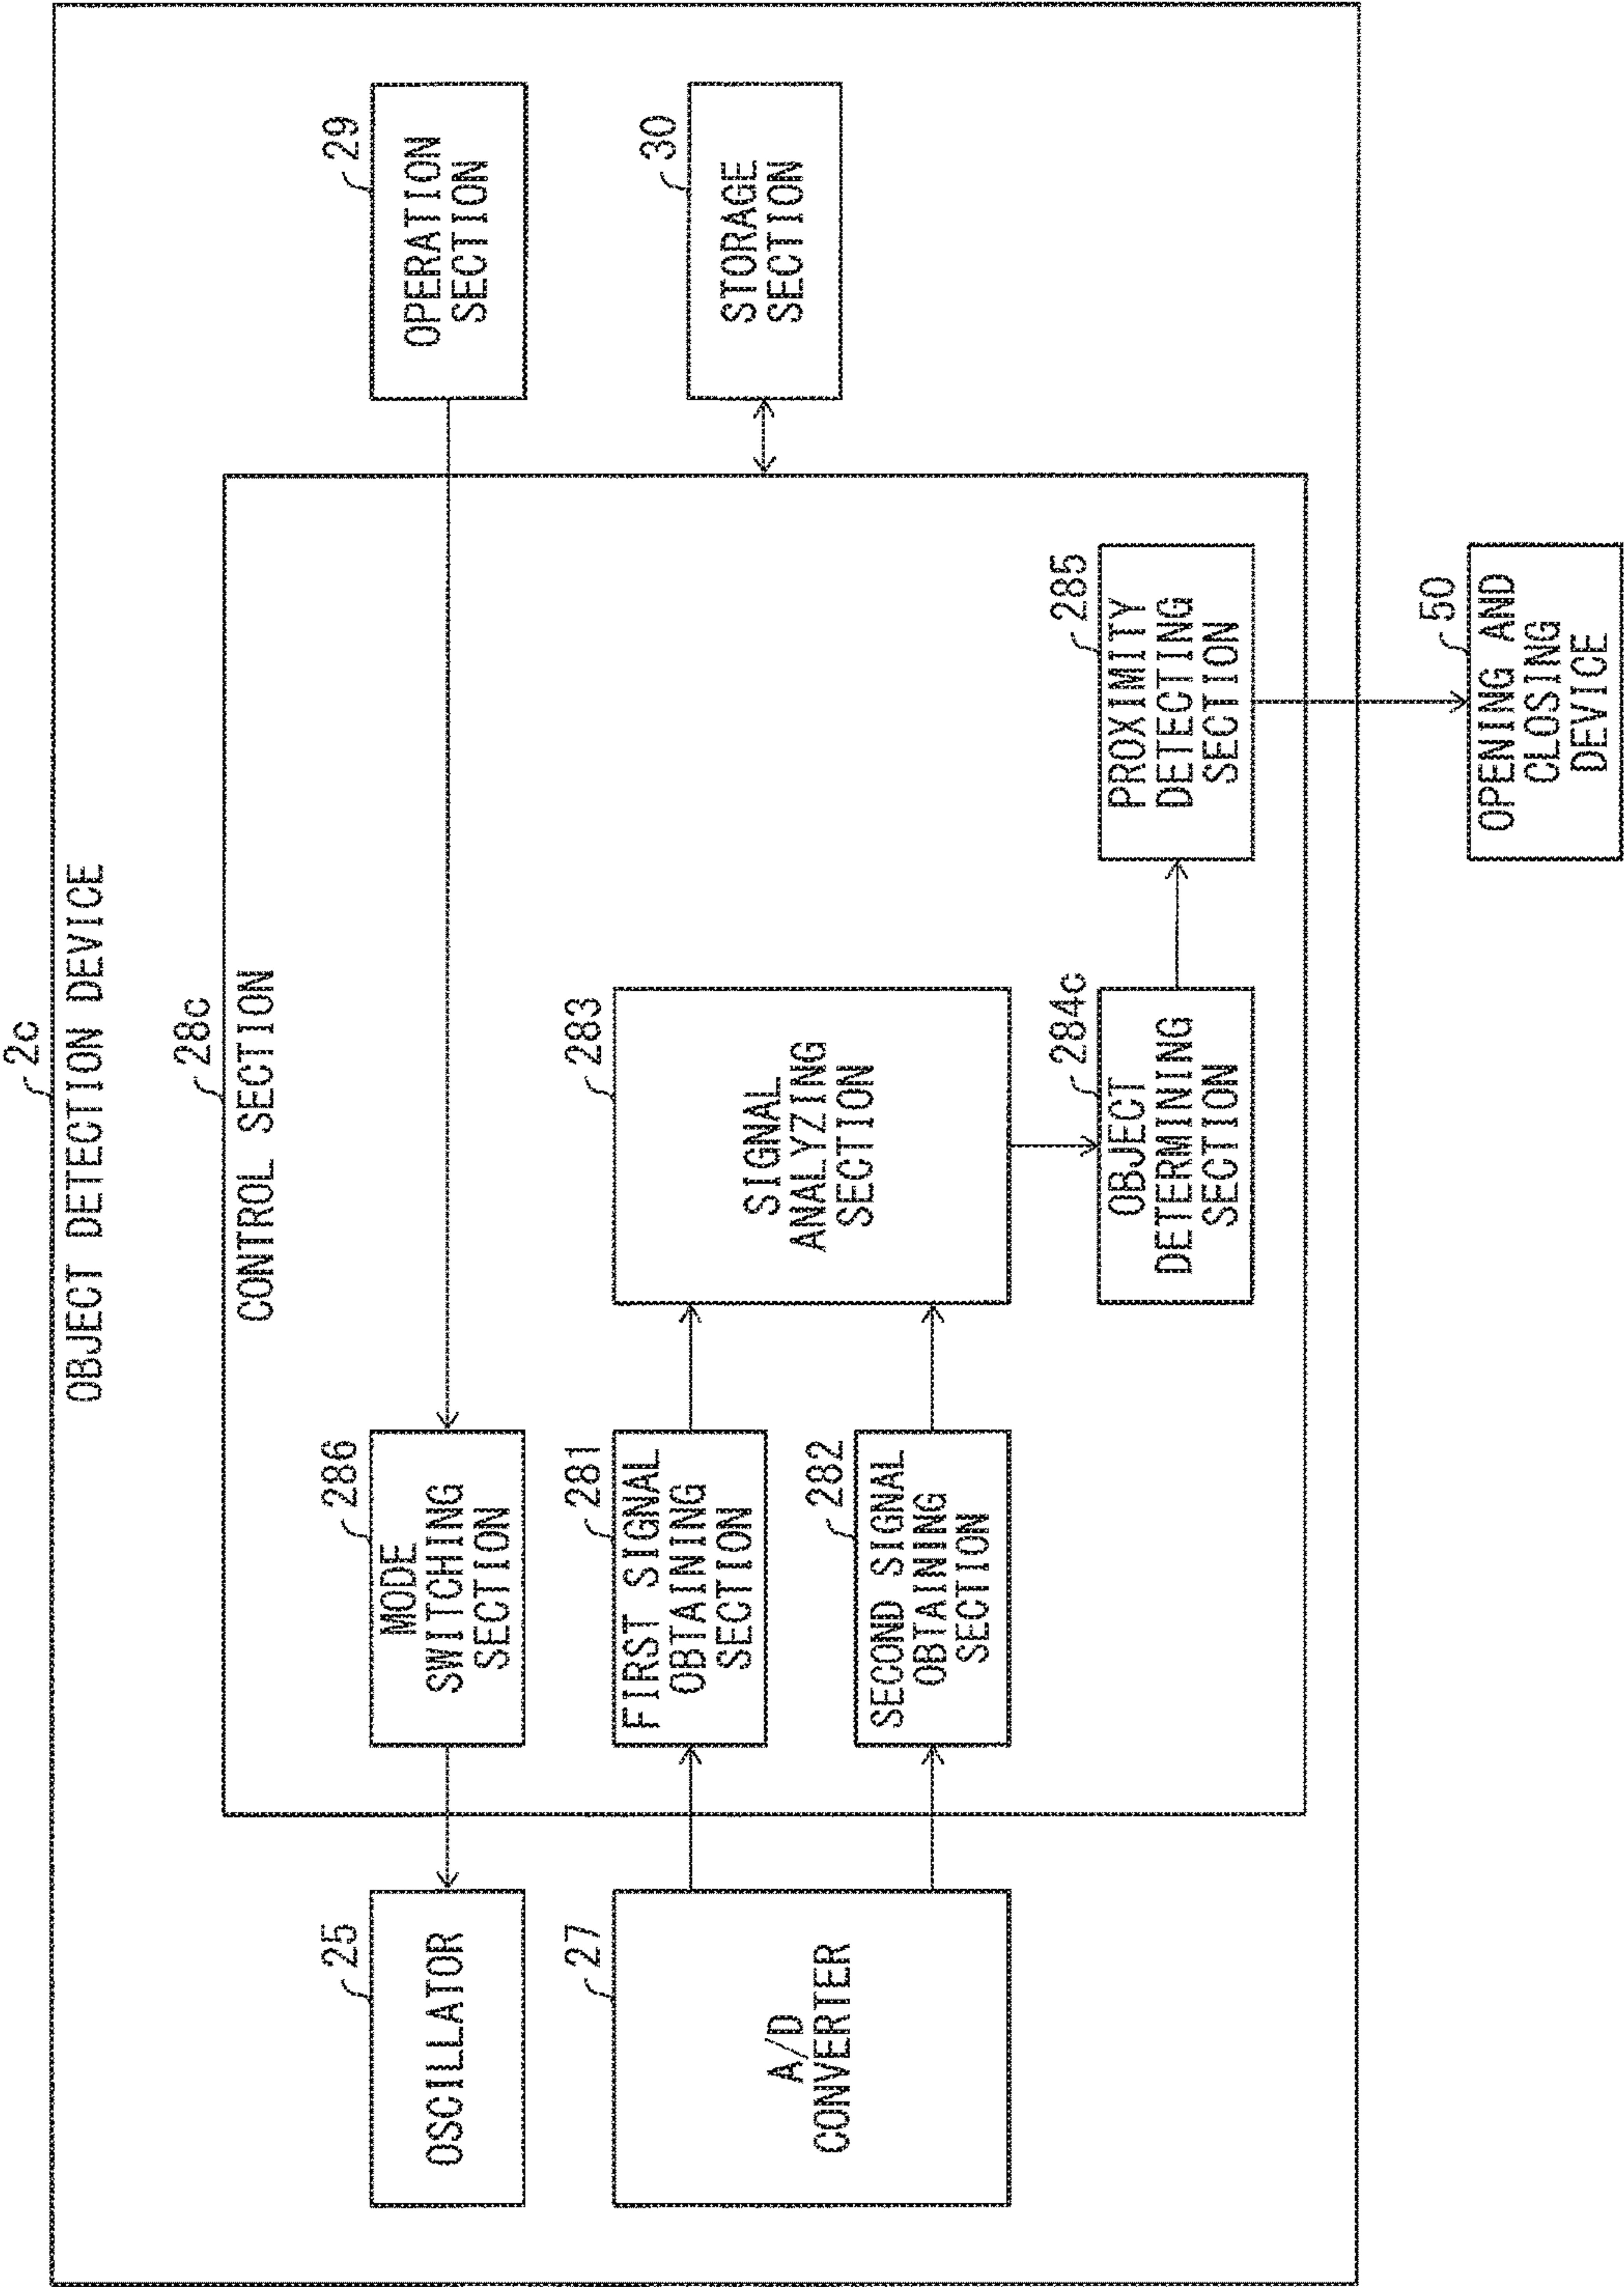 2c
OBJECT DETECTION DEVICE
28c
CONTROL SECTION
25
OSCILLATOR
286
MODE
SWITCHING
SECTION
29
OPERATION
SECTION
27
A/D
CONVERTER
281
FIRST SIGNAL
OBTAINING
SECTION
282
SECOND SIGNAL
OBTAINING
SECTION
283
SIGNAL
ANALYZING
SECTION
30
STORAGE
SECTION
284c
OBJECT
DETERMINING
SECTION
285
PROXIMITY
DETECTING
SECTION
50
OPENING AND
CLOSING
DEVICE